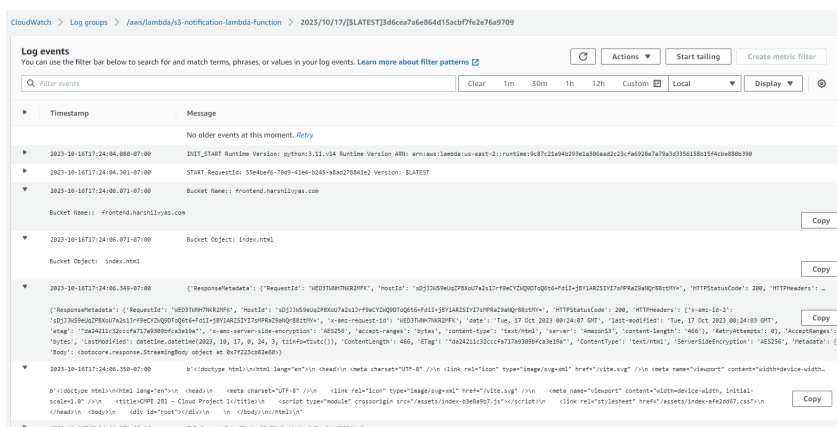 CloudWatch > Log groups > /aws/lambda/s3-notification-lambda-function > 2023/10/17/[$LATEST]3d6cea7a6e864d15acbf7fe2e76a9709
Log events
You can use the filter bar below to search for and match terms, phrases, or values in your log events. Learn more about filter patterns
Actions Start tailing Create metric filter
Filter events Clear 1m 30m 1h 12h Custom Local Display
Timestamp Message
No older events at this moment. Retry
2023-10-16T17:24:04.080-07:00 INIT_START Runtime Version: python:3.11.v14 Runtime Version ARN: arn:aws:lambda:us-east-2::runtime:9c87c21a94b293e1a306aad2c23cfa6928e7a79a3d3356158b15f4cbe880b390
2023-10-16T17:24:04.301-07:00 START RequestId: 55e4bef6-70d9-41e4-b245-a8ad278841e2 Version: $LATEST
2023-10-16T17:24:06.071-07:00 Bucket Name:: frontend.harshilvyas.com
Bucket Name:: frontend.harshilvyas.com
Copy
2023-10-16T17:24:06.071-07:00 Bucket Object: index.html
Bucket Object: index.html
Copy
2023-10-16T17:24:06.349-07:00 {'ResponseMetadata': {'RequestId': 'WED3TWNH7NKR2MFK', 'HostId': 'HTTPStatusCode': 200, 'HTTPHeaders': …
{'ResponseMetadata': {'RequestId': 'WED3TWNH7NKR2MFK', 'HostId': 'HTTPStatusCode': 200, 'HTTPHeaders': {'x-amz-id-2':
'x-amz-request-id': 'WED3TWNH7NKR2MFK', 'date': 'Tue, 17 Oct 2023 00:24:07 GMT', 'last-modified': 'Tue, 17 Oct 2023 00:24:03 GMT', Copy
'etag': 'x-amz-server-side-encryption': 'AES256', 'accept-ranges': 'bytes', 'content-type': 'text/html', 'server': 'AmazonS3', 'content-length': '466'}, 'RetryAttempts': 0}, 'AcceptRanges':
'bytes', 'LastModified': datetime.datetime(2023, 10, 17, 0, 24, 3, tzinfo=tzutc()), 'ContentLength': 466, 'ETag': 'ContentType': 'text/html', 'ServerSideEncryption': 'AES256', 'Metadata': {
'Body': <botocore.response.StreamingBody object at 0x7f223cb82e60>}
2023-10-16T17:24:06.350-07:00 b'<!doctype html>\n<html lang="en">\n <head>\n <meta charset="UTF-8" />\n <link rel="icon" type="image/svg+xml" href="/vite.svg" />\n <meta name="viewport" content="width=device-width…
b'<!doctype html>\n<html lang="en">\n <head>\n <meta charset="UTF-8" />\n <link rel="icon" type="image/svg+xml" href="/vite.svg" />\n <meta name="viewport" content="width=device-width, initial-
scale=1.0" />\n <title>CMPE 281 - Cloud Project 1</title>\n <script type="module" crossorigin src="/assets/index-b3e8a9b7.js"></script>\n <link rel="stylesheet" href="/assets/index-afe2dd67.css">\n Copy
</head>\n <body>\n <div id="root"></div>\n \n </body>\n</html>\n'